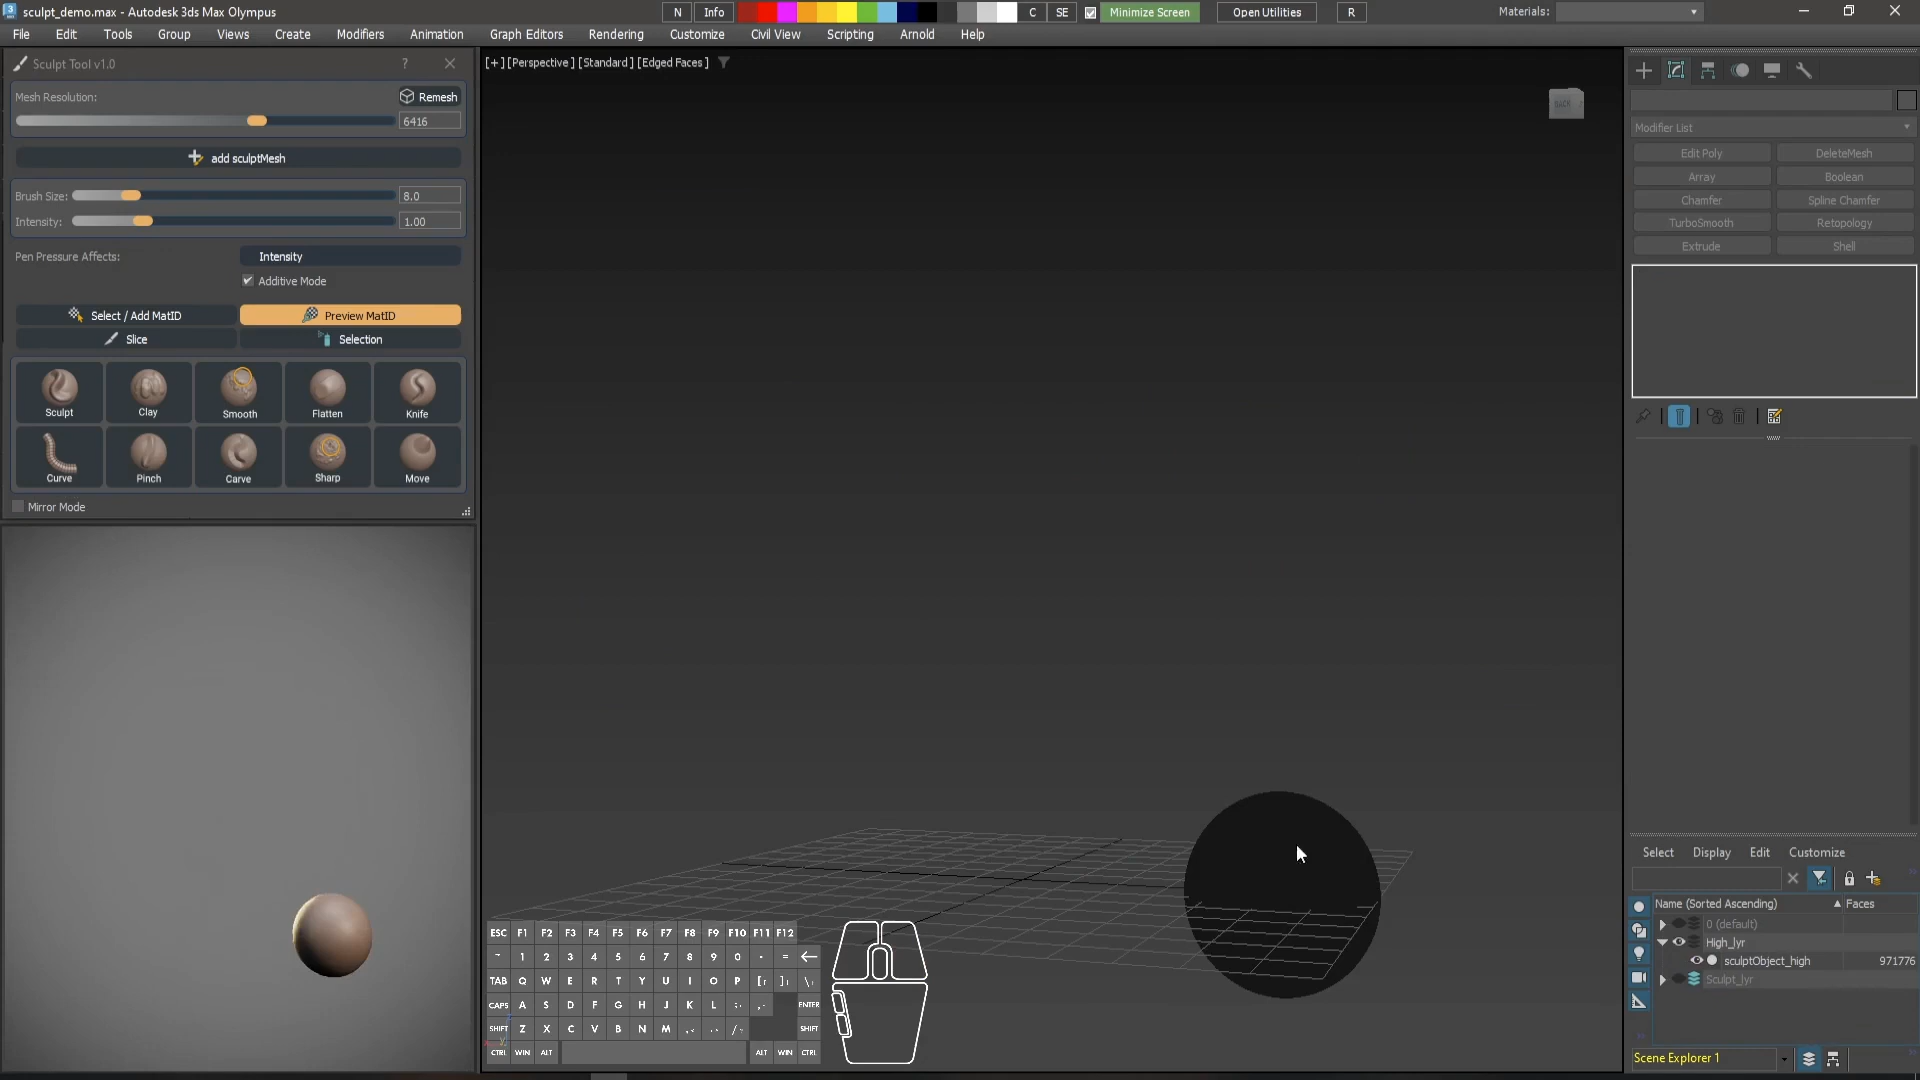 sculpt_demo.max - Autodesk 3ds Max Olympus
N Info C SE Minimize Screen Open Utilities R Materials:
File Edit Tools Group Views Create Modifiers Animation Graph Editors Rendering Customize Civil View Scripting Arnold Help
Sculpt Tool v1.0 ?
Mesh Resolution: Remesh
6416
add sculptMesh
Brush Size: 8.0
Intensity: 1.00
Pen Pressure Affects: Intensity
Additive Mode
Select / Add MatID Preview MatID
Slice Selection
Sculpt Clay Smooth Flatten Knife
Curve Pinch Carve Sharp Move
Mirror Mode
[+] [Perspective] [Standard] [Edged Faces]
BACK
ESC F1 F2 F3 F4 F5 F6 F7 F8 F9 F10 F11 F12
~ 1 2 3 4 5 6 7 8 9 0 - =
TAB Q W E R T Y U I O P
CAPS A S D F G H J K L ENTER
SHIFT Z X C V B N M SHIFT
CTRL WIN ALT ALT WIN CTRL
Modifier List
Edit Poly DeleteMesh
Array Boolean
Chamfer Spline Chamfer
TurboSmooth Retopology
Extrude Shell
Select Display Edit Customize
Name (Sorted Ascending) Faces
0 (default)
High_lyr
sculptObject_high 971776
Sculpt_lyr
Scene Explorer 1